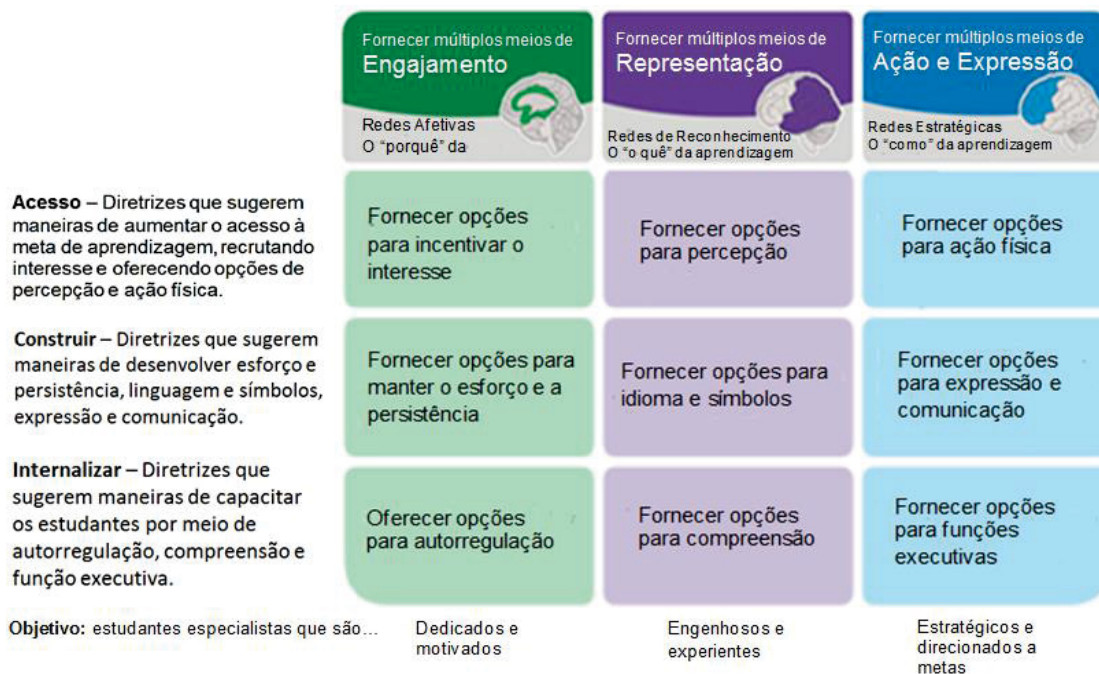 Fornecer múltiplos meios de
Engajamento
Redes Afetivas
O “porquê” da
Fornecer múltiplos meios de
Representação
Redes de Reconhecimento
O “o quê” da aprendizagem
Fornecer múltiplos meios de
Ação e Expressão
Redes Estratégicas
O “como” da aprendizagem
Acesso – Diretrizes que sugerem
maneiras de aumentar o acesso à
meta de aprendizagem, recrutando
interesse e oferecendo opções de
percepção e ação física.
Fornecer opções
para incentivar o
interesse
Fornecer opções
para percepção
Fornecer opções
para ação física
Construir – Diretrizes que sugerem
maneiras de desenvolver esforço e
persistência, linguagem e símbolos,
expressão e comunicação.
Fornecer opções para
manter o esforço e a
persistência
Fornecer opções para
idioma e símbolos
Fornecer opções
para expressão e
comunicação
Internalizar – Diretrizes que
sugerem maneiras de capacitar
os estudantes por meio de
autorregulação, compreensão e
função executiva.
Oferecer opções
para autorregulação
Fornecer opções
para compreensão
Fornecer opções
para funções
executivas
Objetivo: estudantes especialistas que são...
Dedicados e
motivados
Engenhosos e
experientes
Estratégicos e
direcionados a
metas